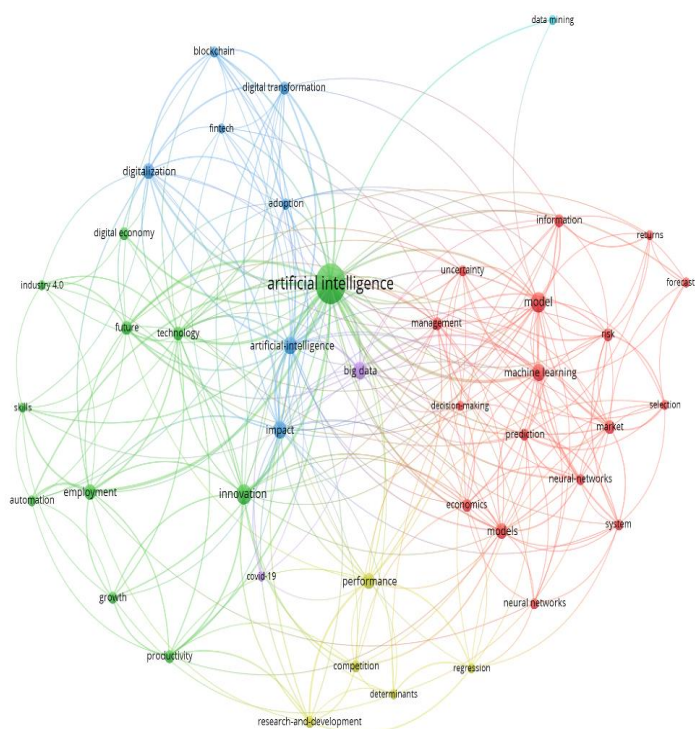 data mining
blockchain
digital transformation
fintech
digitalization
adoption
information
digital economy
returns
uncertainty
forecast
industry 4.0
artificial intelligence
model
management
future
technology
risk
artificial-intelligence
big data
machine learning
skills
decision-making
selection
impact
prediction
market
neural-networks
employment
innovation
automation
economics
system
models
covid-19
performance
growth
neural networks
productivity
competition
regression
determinants
research-and-development